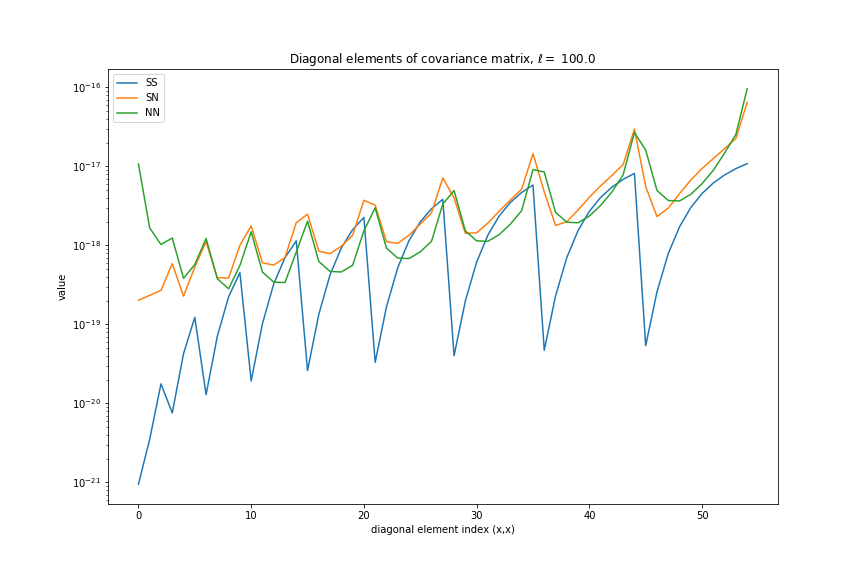 Diagonal elements of covariance matrix, ℓ = 100.0
SS
SN
NN
10⁻¹⁶
10⁻¹⁷
10⁻¹⁸
10⁻¹⁹
10⁻²⁰
10⁻²¹
value
0 10 20 30 40 50
diagonal element index (x,x)